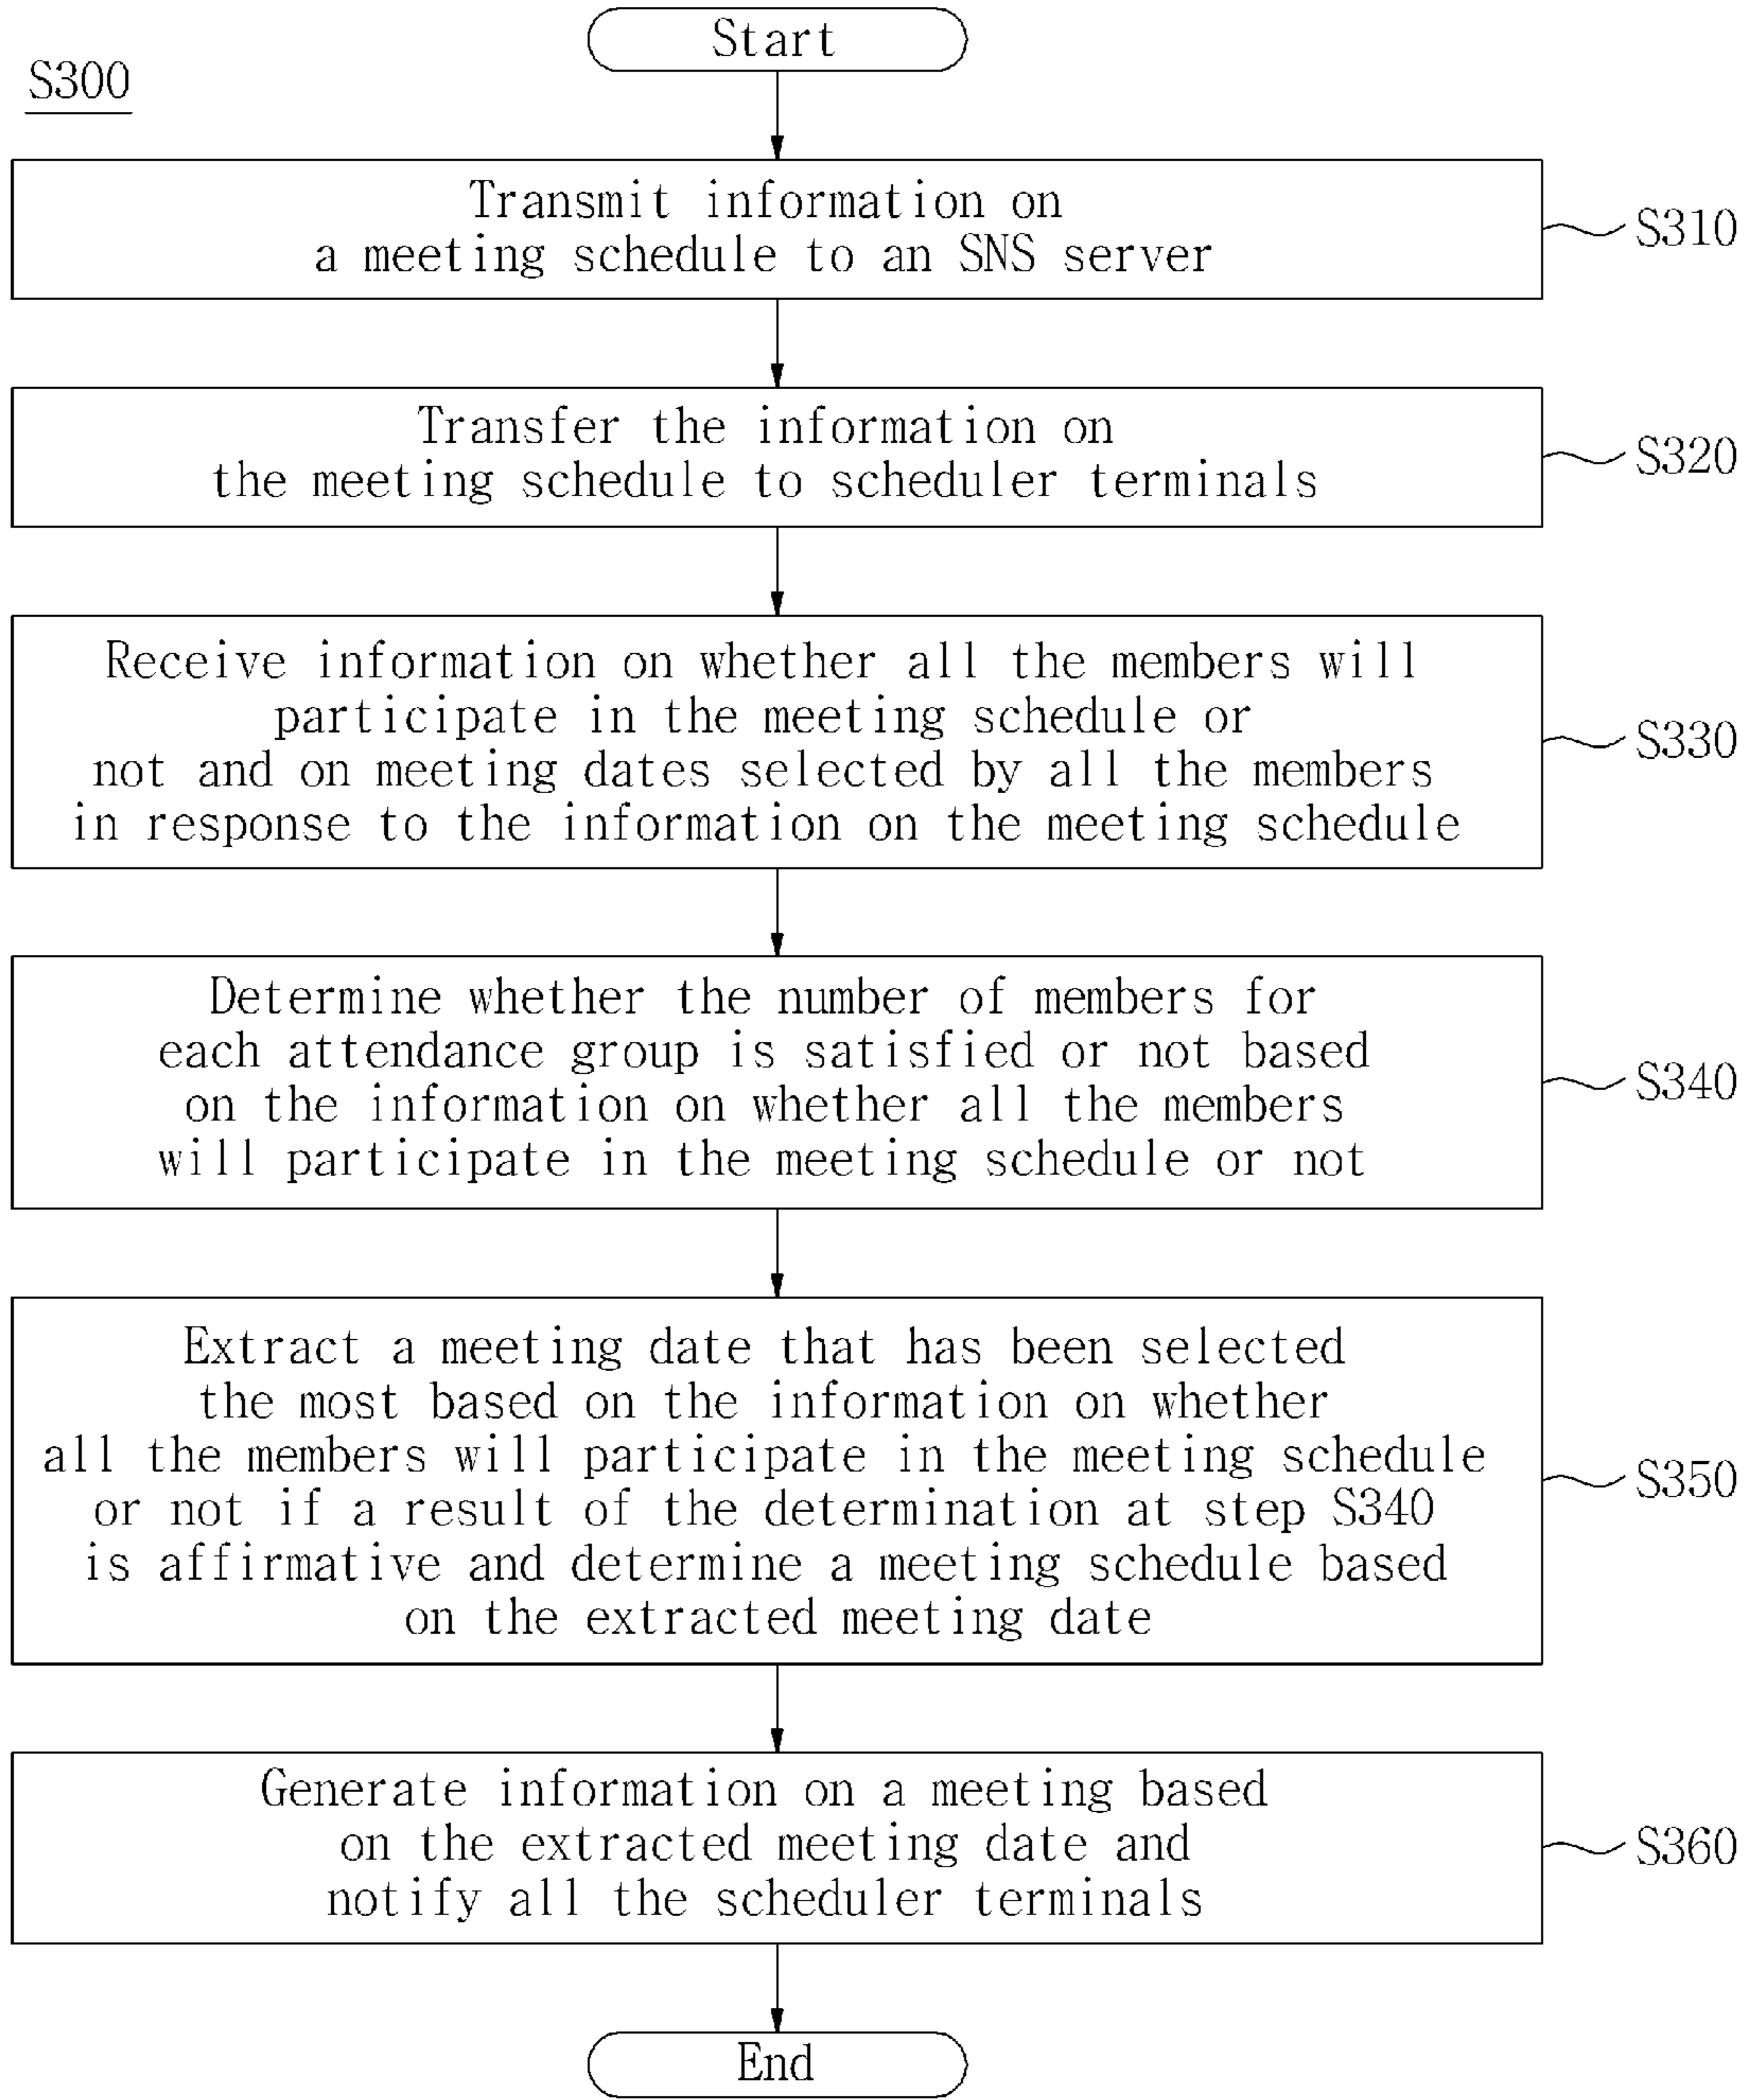 Start
S300
Transmit information on
a meeting schedule to an SNS server
S310
Transfer the information on
the meeting schedule to scheduler terminals
S320
Receive information on whether all the members will
participate in the meeting schedule or
not and on meeting dates selected by all the members
in response to the information on the meeting schedule
S330
Determine whether the number of members for
each attendance group is satisfied or not based
on the information on whether all the members
will participate in the meeting schedule or not
S340
Extract a meeting date that has been selected
the most based on the information on whether
all the members will participate in the meeting schedule
or not if a result of the determination at step S340
is affirmative and determine a meeting schedule based
on the extracted meeting date
S350
Generate information on a meeting based
on the extracted meeting date and
notify all the scheduler terminals
S360
End